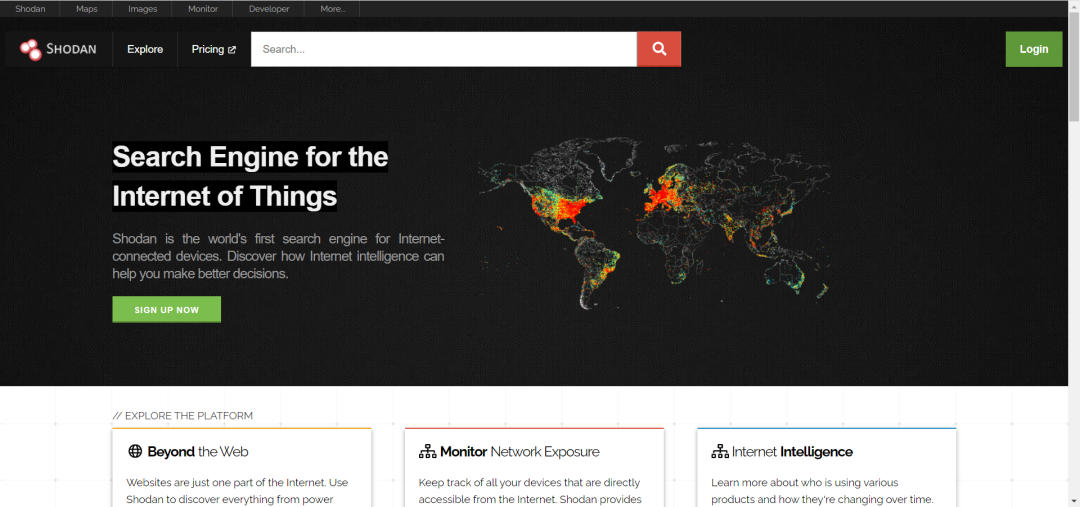 Shodan Maps Images Monitor Developer More...
SHODAN Explore Pricing Search... Login
Search Engine for the
Internet of Things
Shodan is the world's first search engine for Internet-
connected devices. Discover how Internet intelligence can
help you make better decisions.
SIGN UP NOW
// EXPLORE THE PLATFORM
Beyond the Web
Websites are just one part of the Internet. Use
Shodan to discover everything from power
Monitor Network Exposure
Keep track of all your devices that are directly
accessible from the Internet. Shodan provides
Internet Intelligence
Learn more about who is using various
products and how they're changing over time.